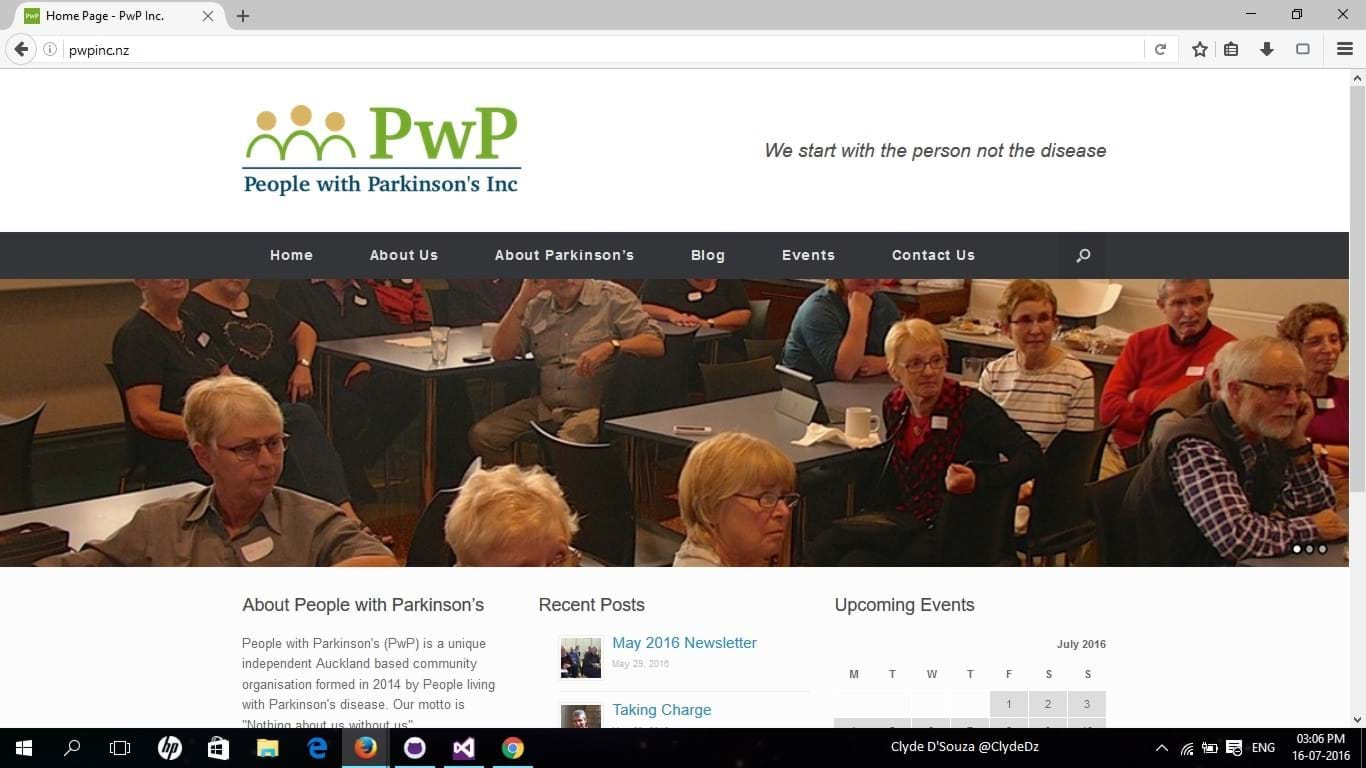 PwP
Home Page - PwP Inc.
pwpinc.nz
PwP
People with Parkinson's Inc
We start with the person not the disease
Home About Us About Parkinson's Blog Events Contact Us
About People with Parkinson's
People with Parkinson's (PwP) is a unique
independent Auckland based community
organisation formed in 2014 by People living
with Parkinson's disease. Our motto is
"Nothing about us without us"
Recent Posts
May 2016 Newsletter
May 29, 2016
Taking Charge
Upcoming Events
July 2016
M T W T F S S
1 2 3
hp
Clyde D'Souza @ClydeDz
ENG
03:06 PM
16-07-2016